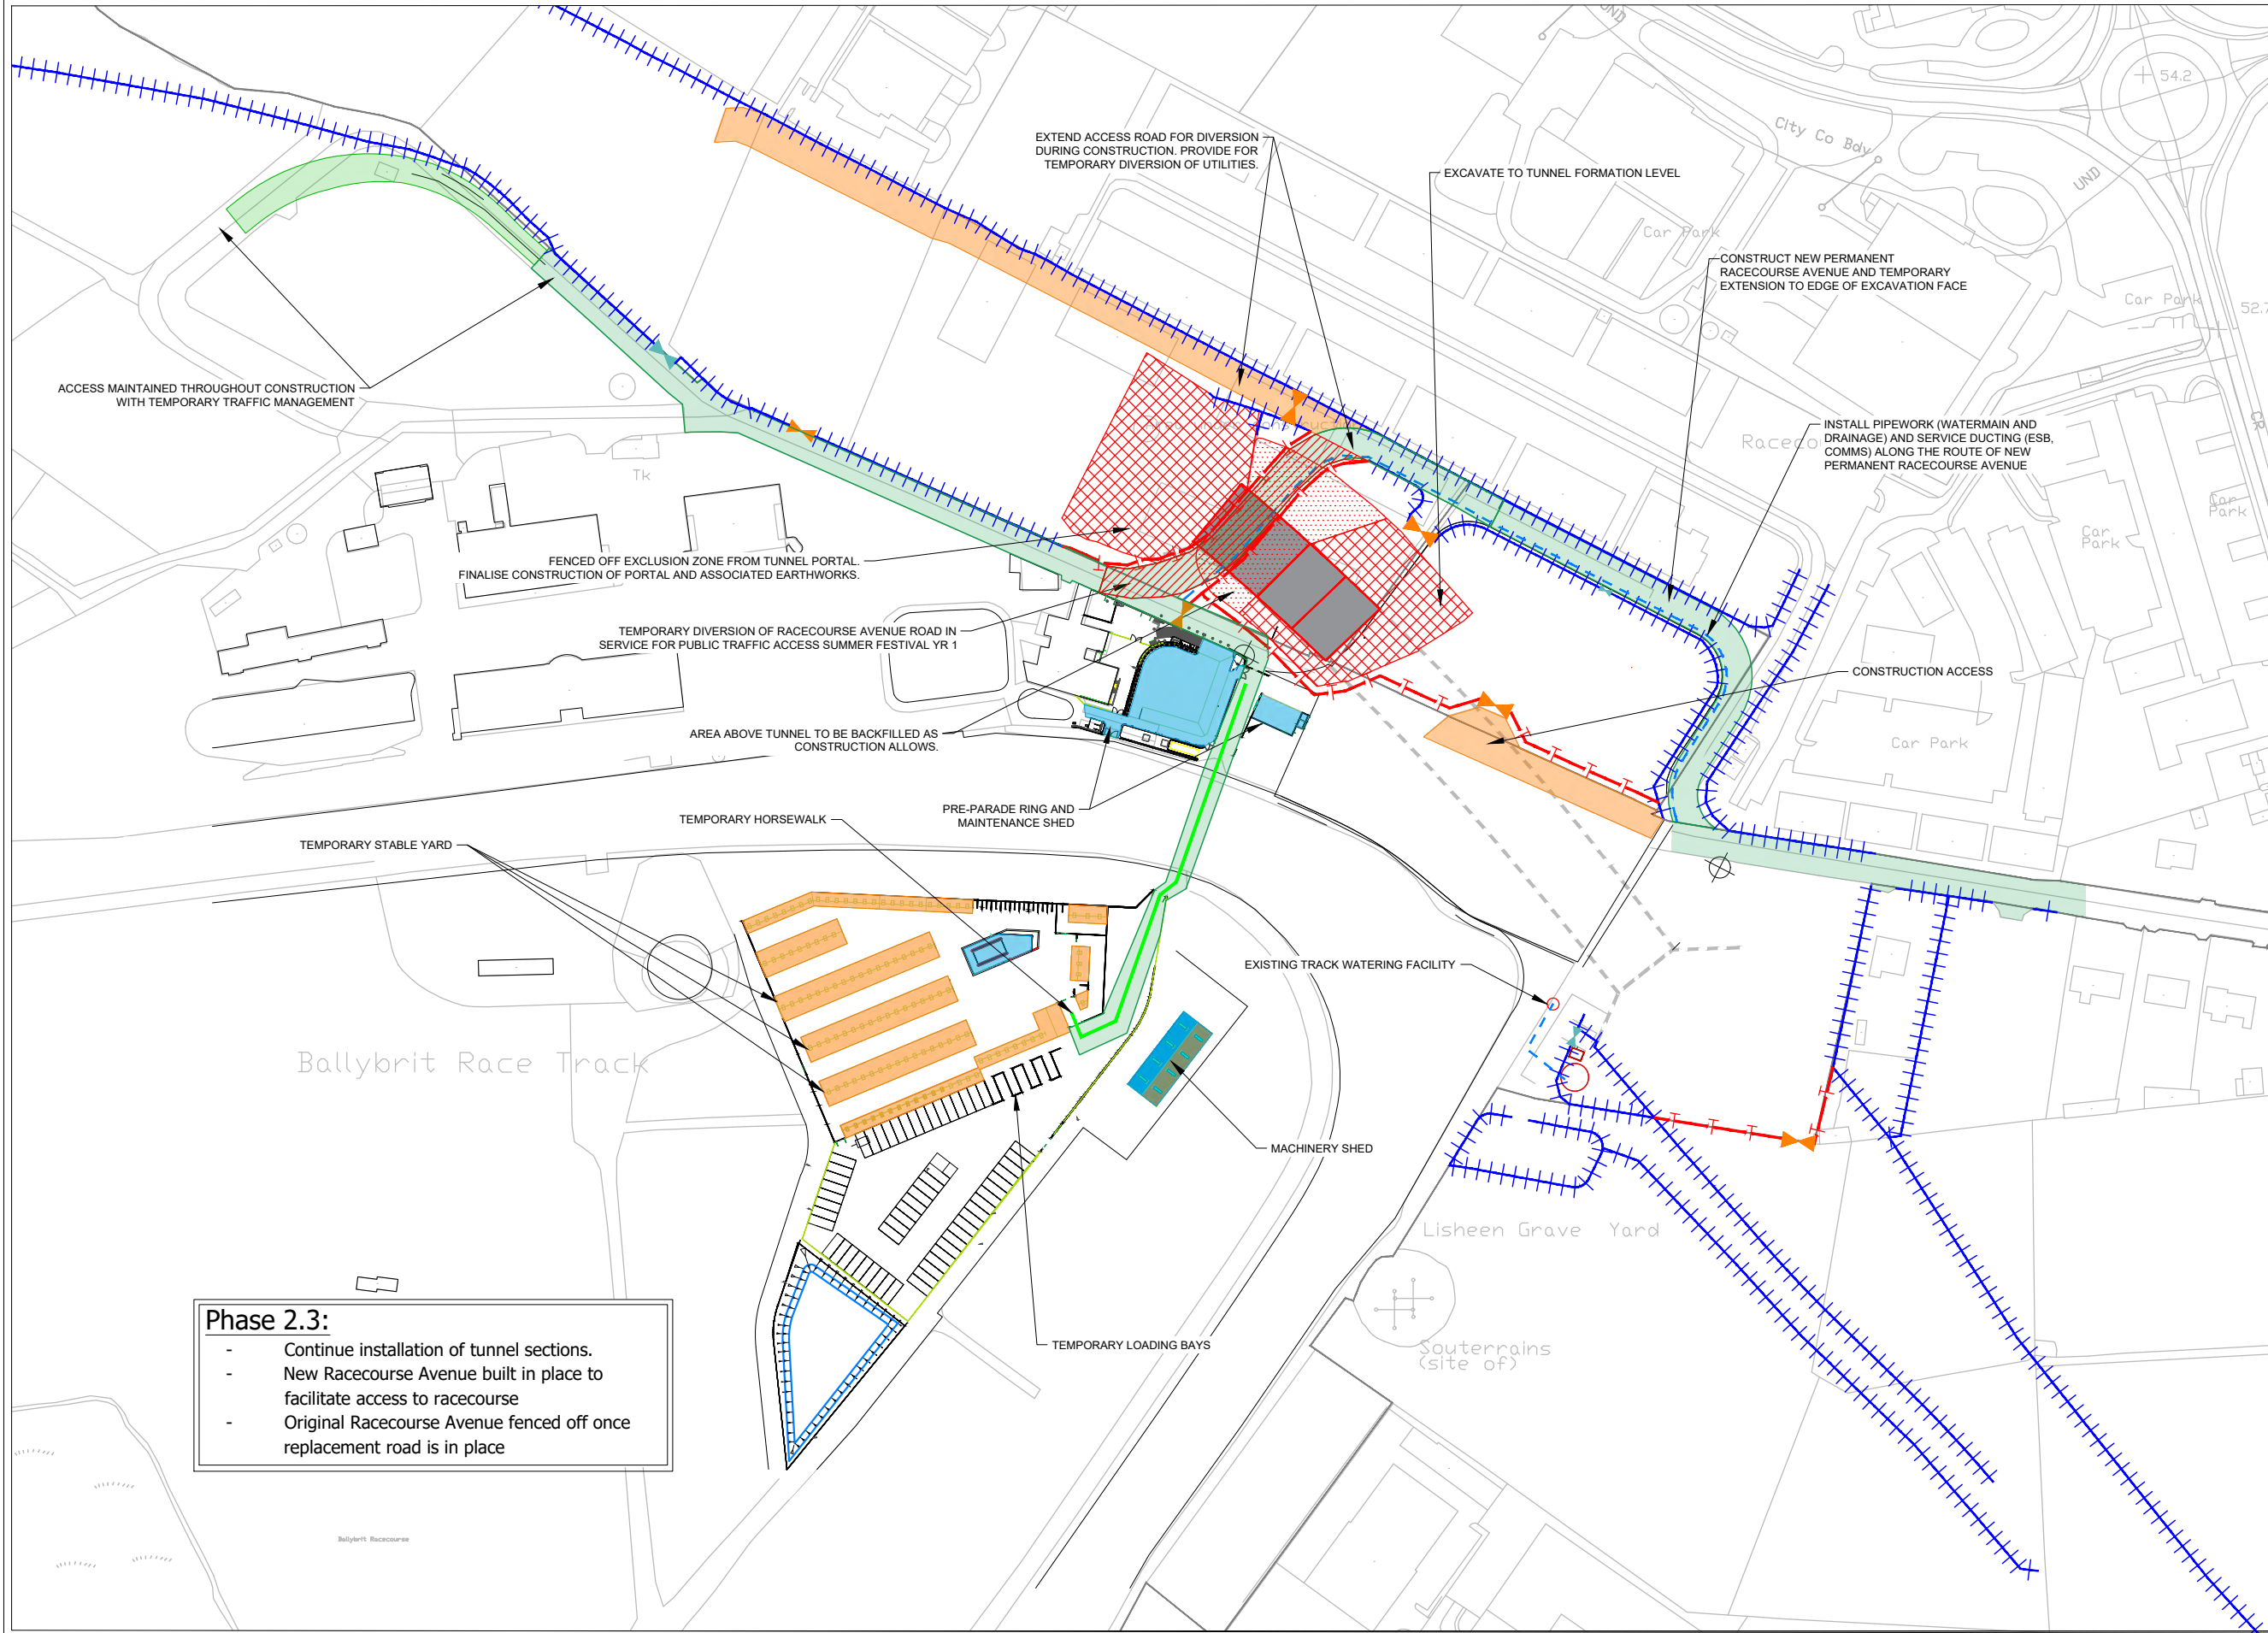 UND
54.2
City Co Bdy
UND
EXTEND ACCESS ROAD FOR DIVERSION
DURING CONSTRUCTION. PROVIDE FOR
TEMPORARY DIVERSION OF UTILITIES.
EXCAVATE TO TUNNEL FORMATION LEVEL
Car Park
CONSTRUCT NEW PERMANENT
RACECOURSE AVENUE AND TEMPORARY
EXTENSION TO EDGE OF EXCAVATION FACE
Car Park
52.7
ACCESS MAINTAINED THROUGHOUT CONSTRUCTION
WITH TEMPORARY TRAFFIC MANAGEMENT
INSTALL PIPEWORK (WATERMAIN AND
DRAINAGE) AND SERVICE DUCTING (ESB,
COMMS) ALONG THE ROUTE OF NEW
PERMANENT RACECOURSE AVENUE
CR
Raceco
Tk
Car
Park
Car
Park
FENCED OFF EXCLUSION ZONE FROM TUNNEL PORTAL.
FINALISE CONSTRUCTION OF PORTAL AND ASSOCIATED EARTHWORKS.
TEMPORARY DIVERSION OF RACECOURSE AVENUE ROAD IN
SERVICE FOR PUBLIC TRAFFIC ACCESS SUMMER FESTIVAL YR 1
CONSTRUCTION ACCESS
AREA ABOVE TUNNEL TO BE BACKFILLED AS
CONSTRUCTION ALLOWS.
Car Park
PRE-PARADE RING AND
MAINTENANCE SHED
TEMPORARY HORSEWALK
TEMPORARY STABLE YARD
EXISTING TRACK WATERING FACILITY
Ballybrit Race Track
MACHINERY SHED
Lisheen Grave Yard
TEMPORARY LOADING BAYS
Souterrains
(site of)
Phase 2.3:
- Continue installation of tunnel sections.
- New Racecourse Avenue built in place to
facilitate access to racecourse
- Original Racecourse Avenue fenced off once
replacement road is in place
Ballybrit Racecourse